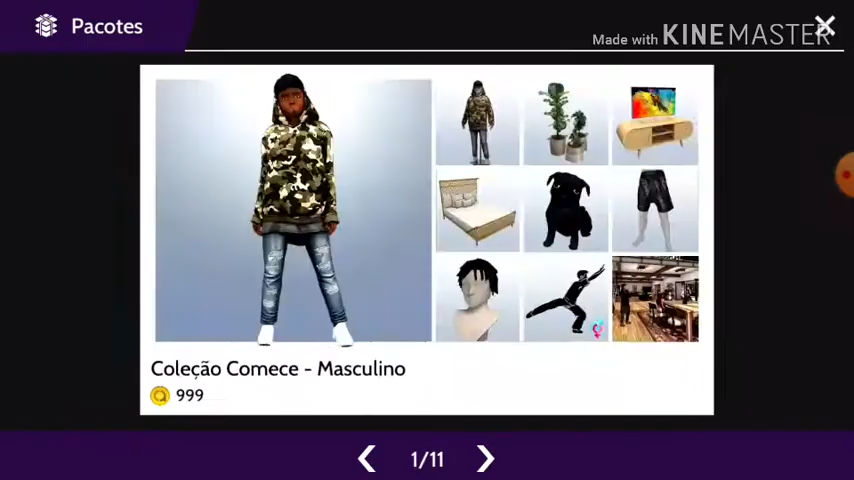 Pacotes
Made with KINEMASTER
Coleção Comece - Masculino
999
1/11